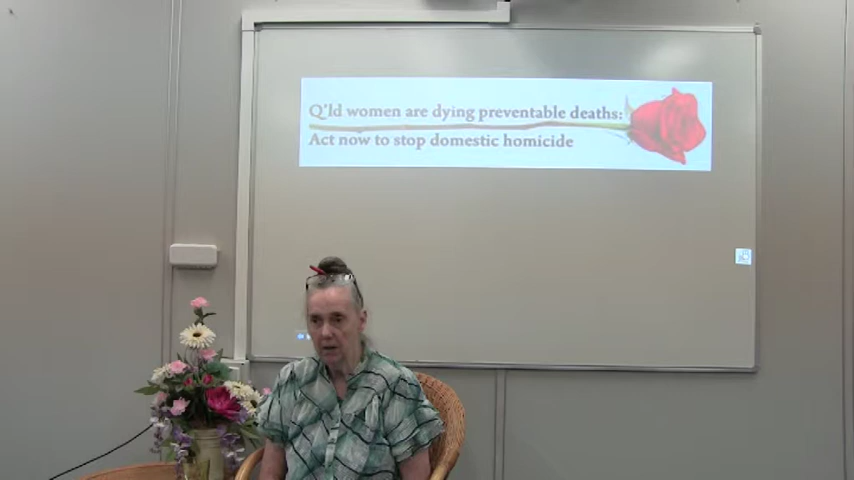 Q'ld women are dying preventable deaths:
Act now to stop domestic homicide